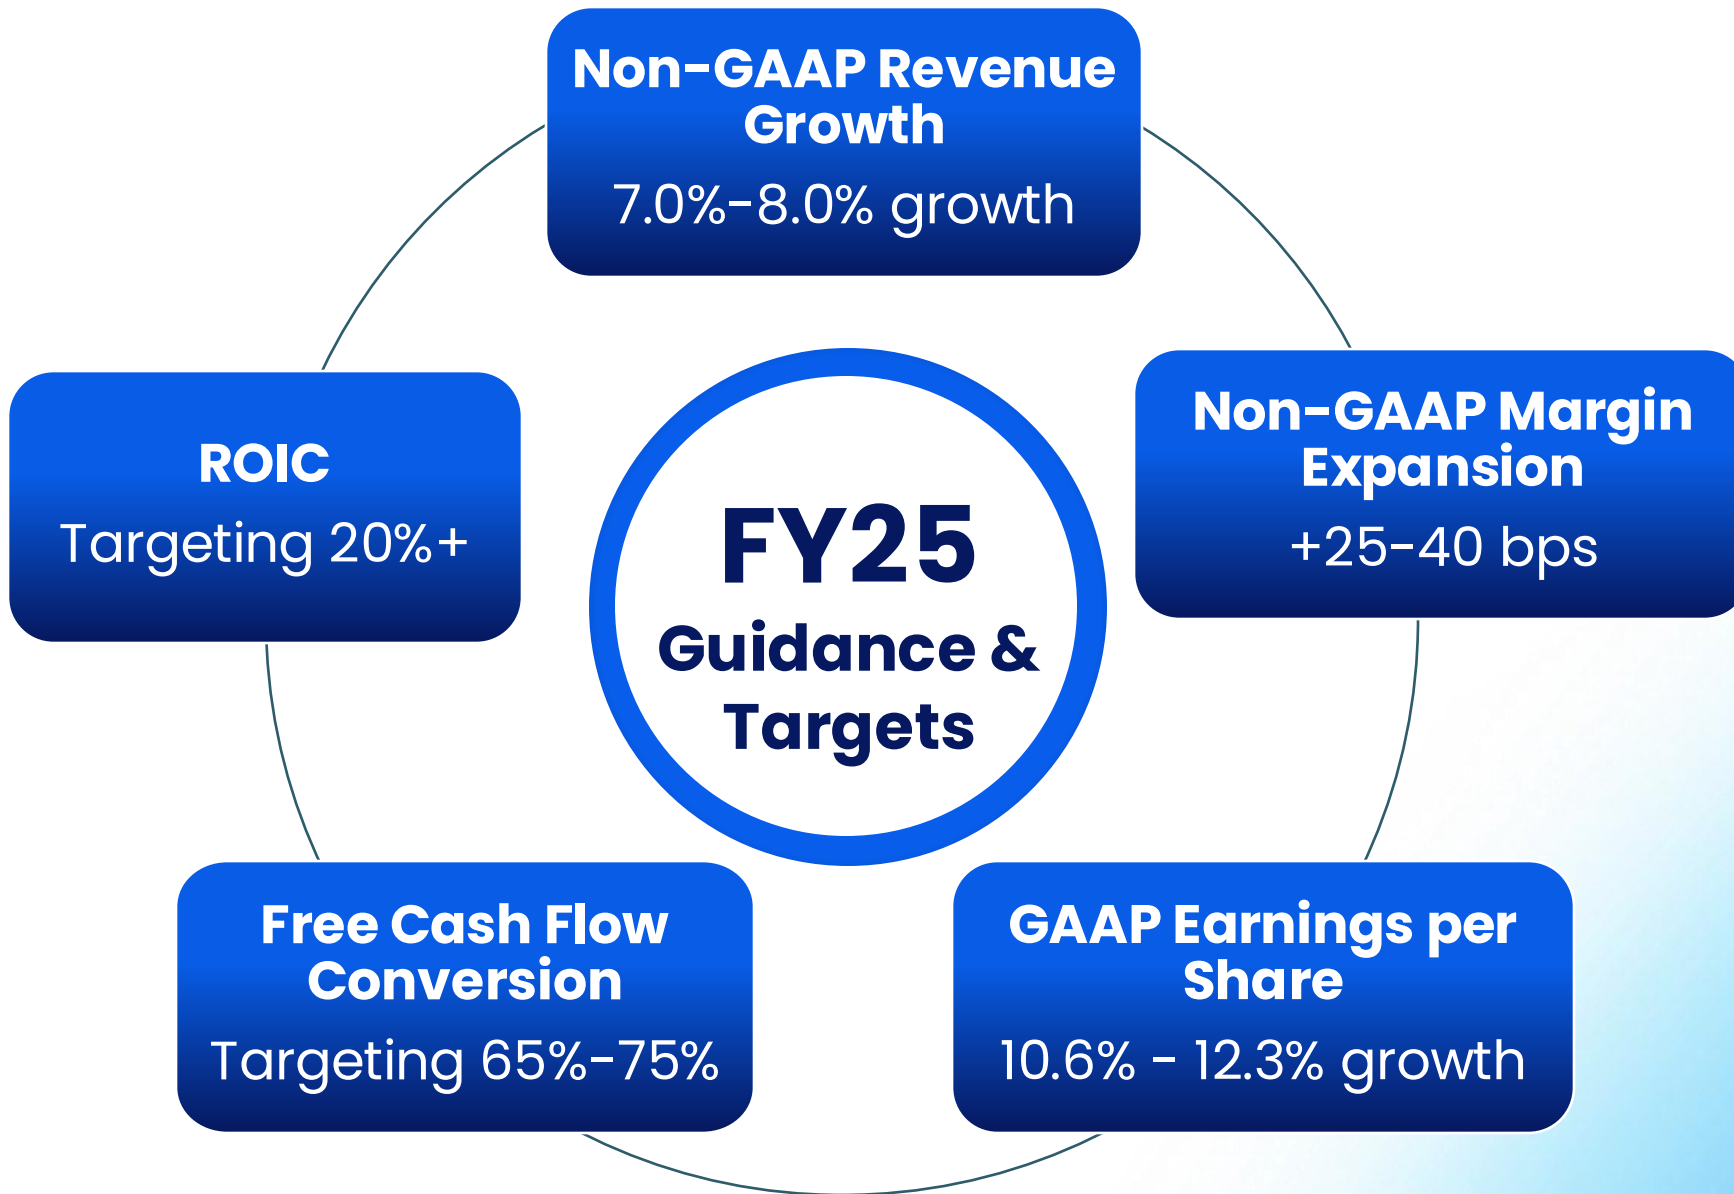 Non-GAAP Revenue
Growth
7.0%-8.0% growth
Non-GAAP Margin
Expansion
+25-40 bps
GAAP Earnings per
Share
10.6% - 12.3% growth
Free Cash Flow
Conversion
Targeting 65%-75%
ROIC
Targeting 20%+
FY25
Guidance &
Targets